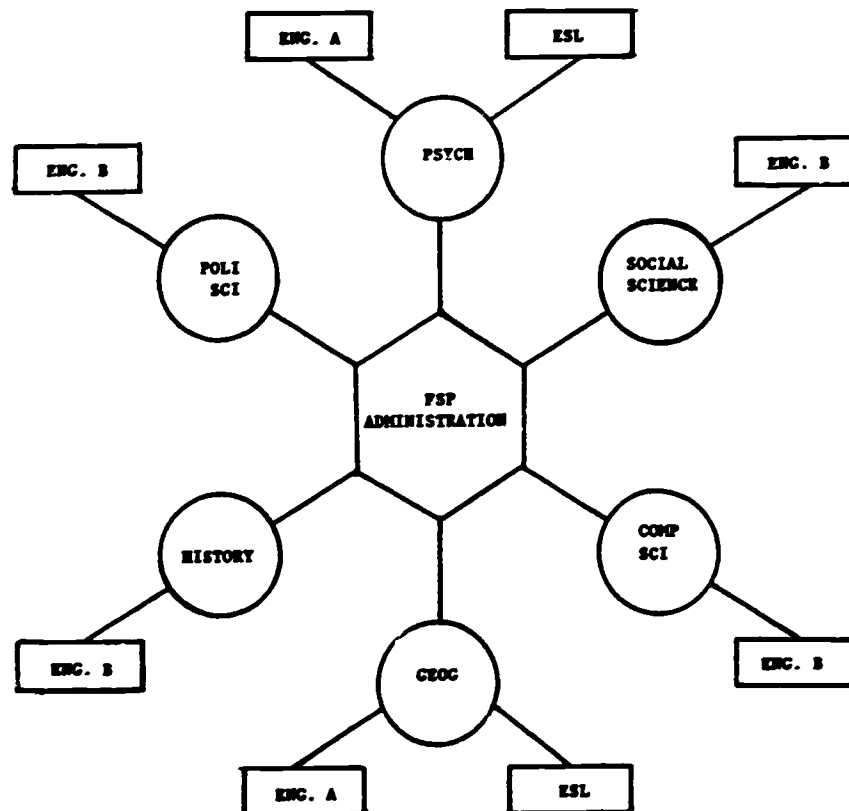 ENG. A
ESL
ENG. B
PSYCH
ENG. B
POLI
SCI
SOCIAL
SCIENCE
FSP
ADMINISTRATION
HISTORY
COMP
SCI
ENG. B
GEOG
ENG. B
ENG. A
ESL